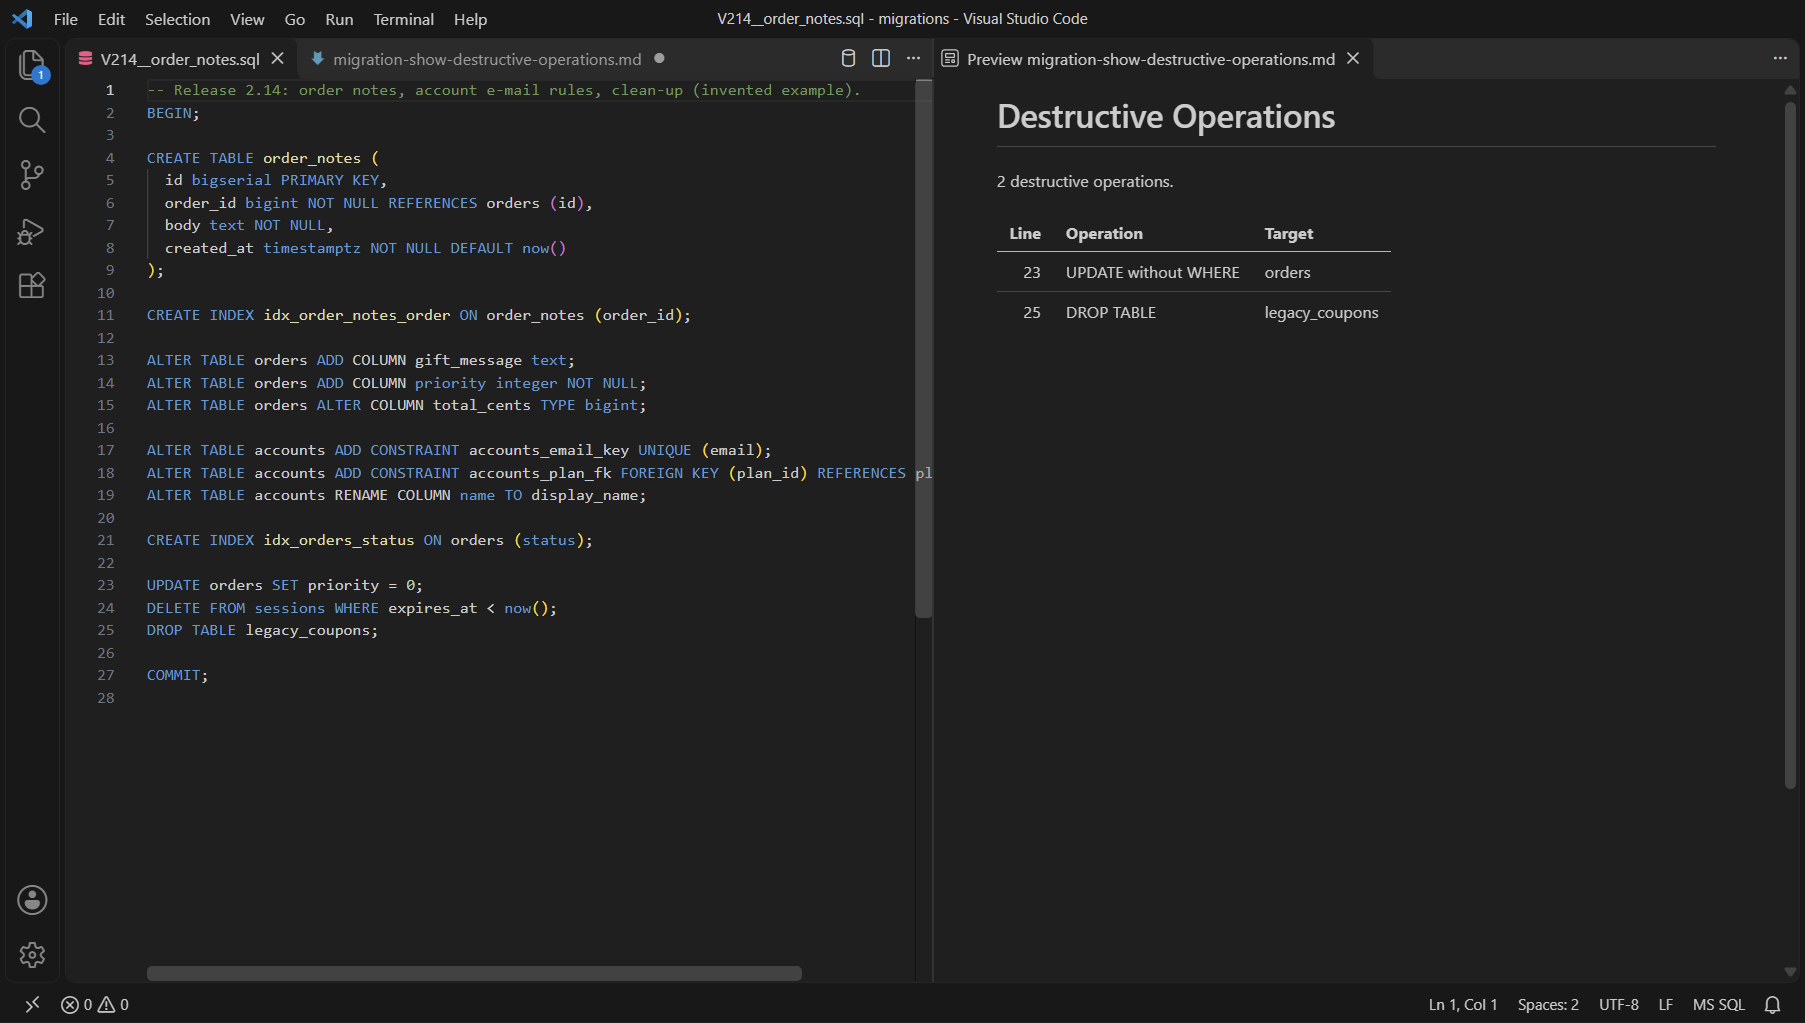 File Edit Selection View Go Run Terminal Help
V214__order_notes.sql - migrations - Visual Studio Code
V214__order_notes.sql
migration-show-destructive-operations.md
1 -- Release 2.14: order notes, account e-mail rules, clean-up (invented example).
2 BEGIN;
3
4 CREATE TABLE order_notes (
5 id bigserial PRIMARY KEY,
6 order_id bigint NOT NULL REFERENCES orders (id),
7 body text NOT NULL,
8 created_at timestamptz NOT NULL DEFAULT now()
9 );
10
11 CREATE INDEX idx_order_notes_order ON order_notes (order_id);
12
13 ALTER TABLE orders ADD COLUMN gift_message text;
14 ALTER TABLE orders ADD COLUMN priority integer NOT NULL;
15 ALTER TABLE orders ALTER COLUMN total_cents TYPE bigint;
16
17 ALTER TABLE accounts ADD CONSTRAINT accounts_email_key UNIQUE (email);
18 ALTER TABLE accounts ADD CONSTRAINT accounts_plan_fk FOREIGN KEY (plan_id) REFERENCES pl
19 ALTER TABLE accounts RENAME COLUMN name TO display_name;
20
21 CREATE INDEX idx_orders_status ON orders (status);
22
23 UPDATE orders SET priority = 0;
24 DELETE FROM sessions WHERE expires_at < now();
25 DROP TABLE legacy_coupons;
26
27 COMMIT;
28
Preview migration-show-destructive-operations.md
Destructive Operations
2 destructive operations.
Line Operation Target
23 UPDATE without WHERE orders
25 DROP TABLE legacy_coupons
1
0 0
Ln 1, Col 1 Spaces: 2 UTF-8 LF MS SQL